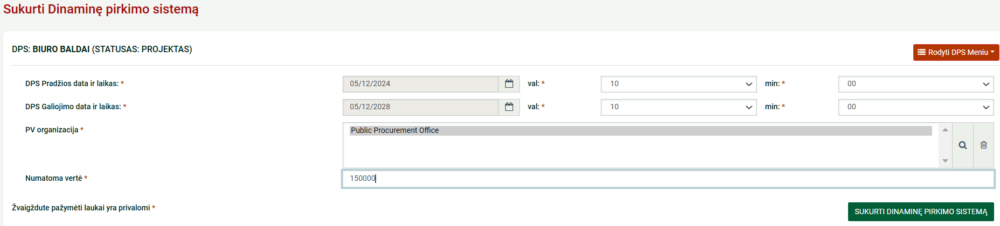 Sukurti Dinaminę pirkimo sistemą
DPS: BIURO BALDAI (STATUSAS: PROJEKTAS)
Rodyti DPS Meniu
DPS Pradžios data ir laikas: * 05/12/2024 val: * 10 min: * 00
DPS Galiojimo data ir laikas: * 05/12/2028 val: * 10 min: * 00
PV organizacija * Public Procurement Office
Numatoma vertė * 150000
Žvaigždute pažymėti laukai yra privalomi *
SUKURTI DINAMINĘ PIRKIMO SISTEMĄ